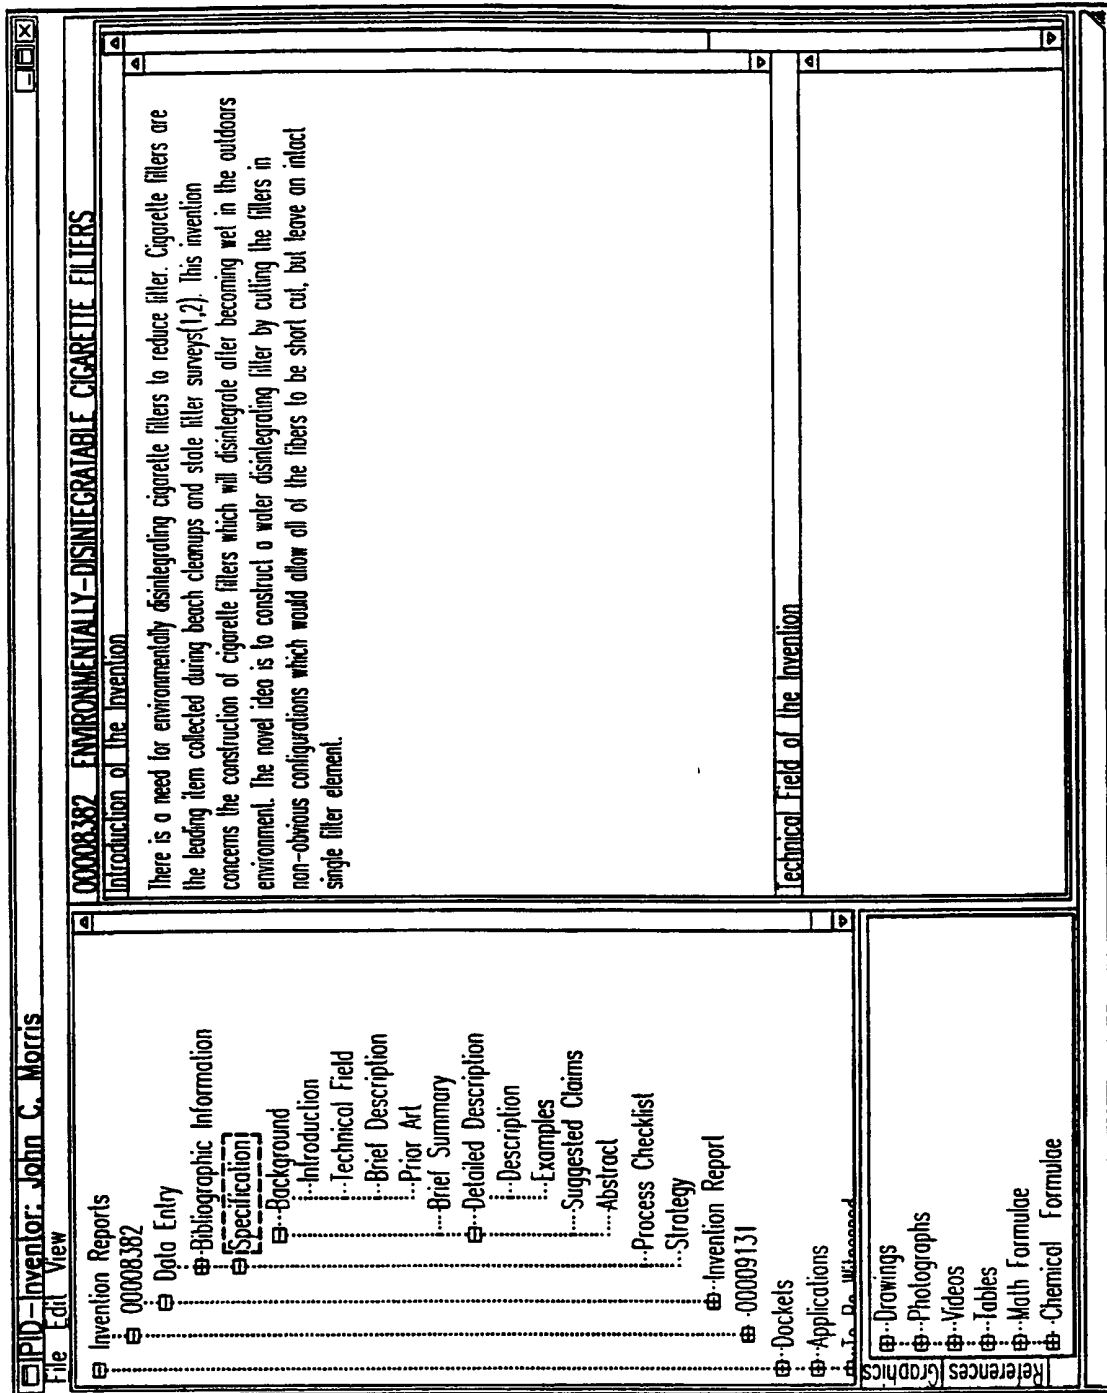 IPID-Inventor: John C. Morris
File Edit View
Invention Reports
00008382
Data Entry
Bibliographic Information
Specification
Background
Introduction
Technical Field
Brief Description
Prior Art
Brief Summary
Detailed Description
Description
Examples
Suggested Claims
Abstract
Process Checklist
Strategy
Invention Report
00009131
Dockets
Applications
To Be Witnessed
Graphics
References
Drawings
Photographs
Videos
Tables
Math Formulae
Chemical Formulae
00008382 ENVIRONMENTALLY-DISINTEGRATABLE CIGARETTE FILTERS
Introduction of the Invention
There is a need for environmentally disintegrating cigarette filters to reduce litter. Cigarette filters are
the leading item collected during beach cleanups and state litter surveys(1,2). This invention
concerns the construction of cigarette filters which will disintegrate after becoming wet in the outdoors
environment. The novel idea is to construct a water disintegrating filter by cutting the filters in
non-obvious configurations which would allow all of the fibers to be short cut, but leave an intact
single filter element.
Technical Field of the Invention